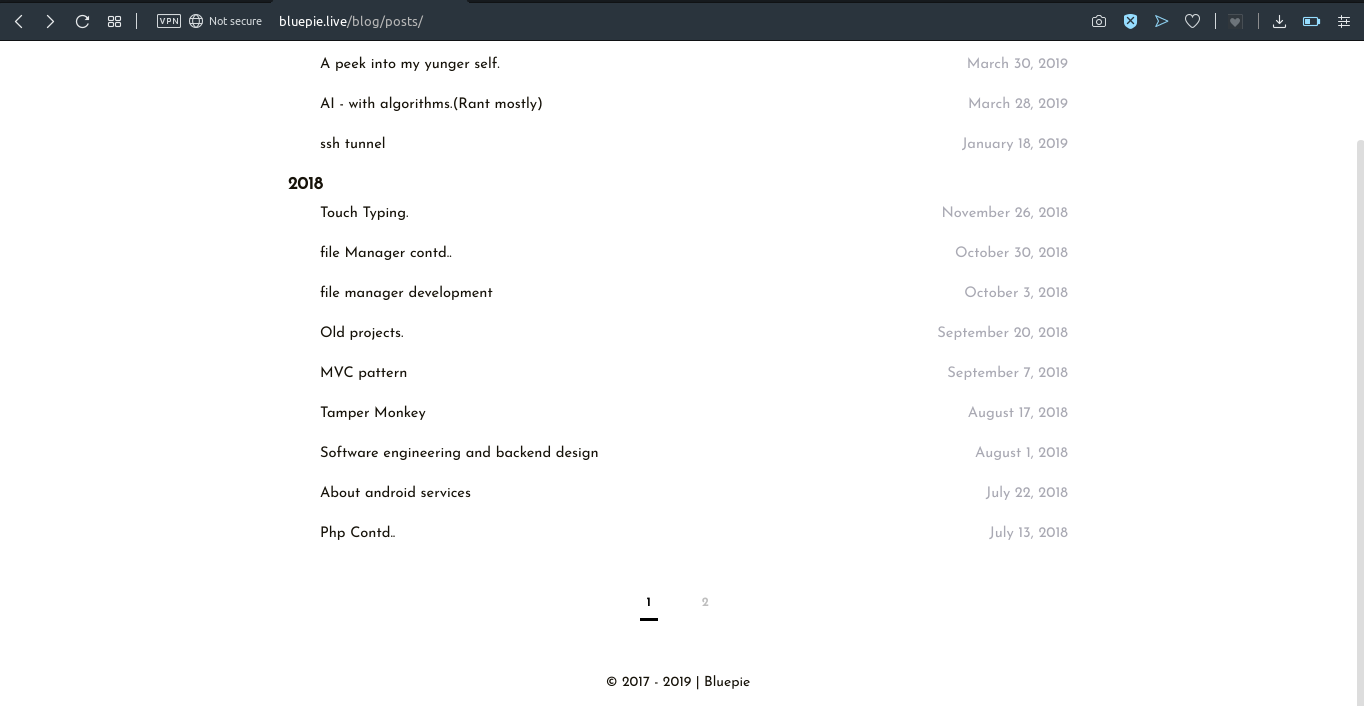 VPN Not secure bluepie.live/blog/posts/
A peek into my yunger self. March 30, 2019
AI - with algorithms.(Rant mostly) March 28, 2019
ssh tunnel January 18, 2019
2018
Touch Typing. November 26, 2018
file Manager contd.. October 30, 2018
file manager development October 3, 2018
Old projects. September 20, 2018
MVC pattern September 7, 2018
Tamper Monkey August 17, 2018
Software engineering and backend design August 1, 2018
About android services July 22, 2018
Php Contd.. July 13, 2018
1 2
© 2017 - 2019 | Bluepie